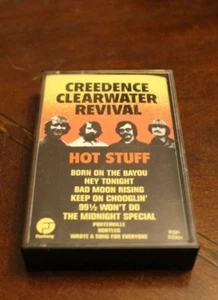 CREEDENCE
CLEARWATER
REVIVAL
HOT STUFF
BORN ON THE BAYOU
HEY TONIGHT
BAD MOON RISING
KEEP ON CHOOGLIN'
99½ WON'T DO
THE MIDNIGHT SPECIAL
PORTERVILLE
BOOTLEG
WROTE A SONG FOR EVERYONE
Fantasy